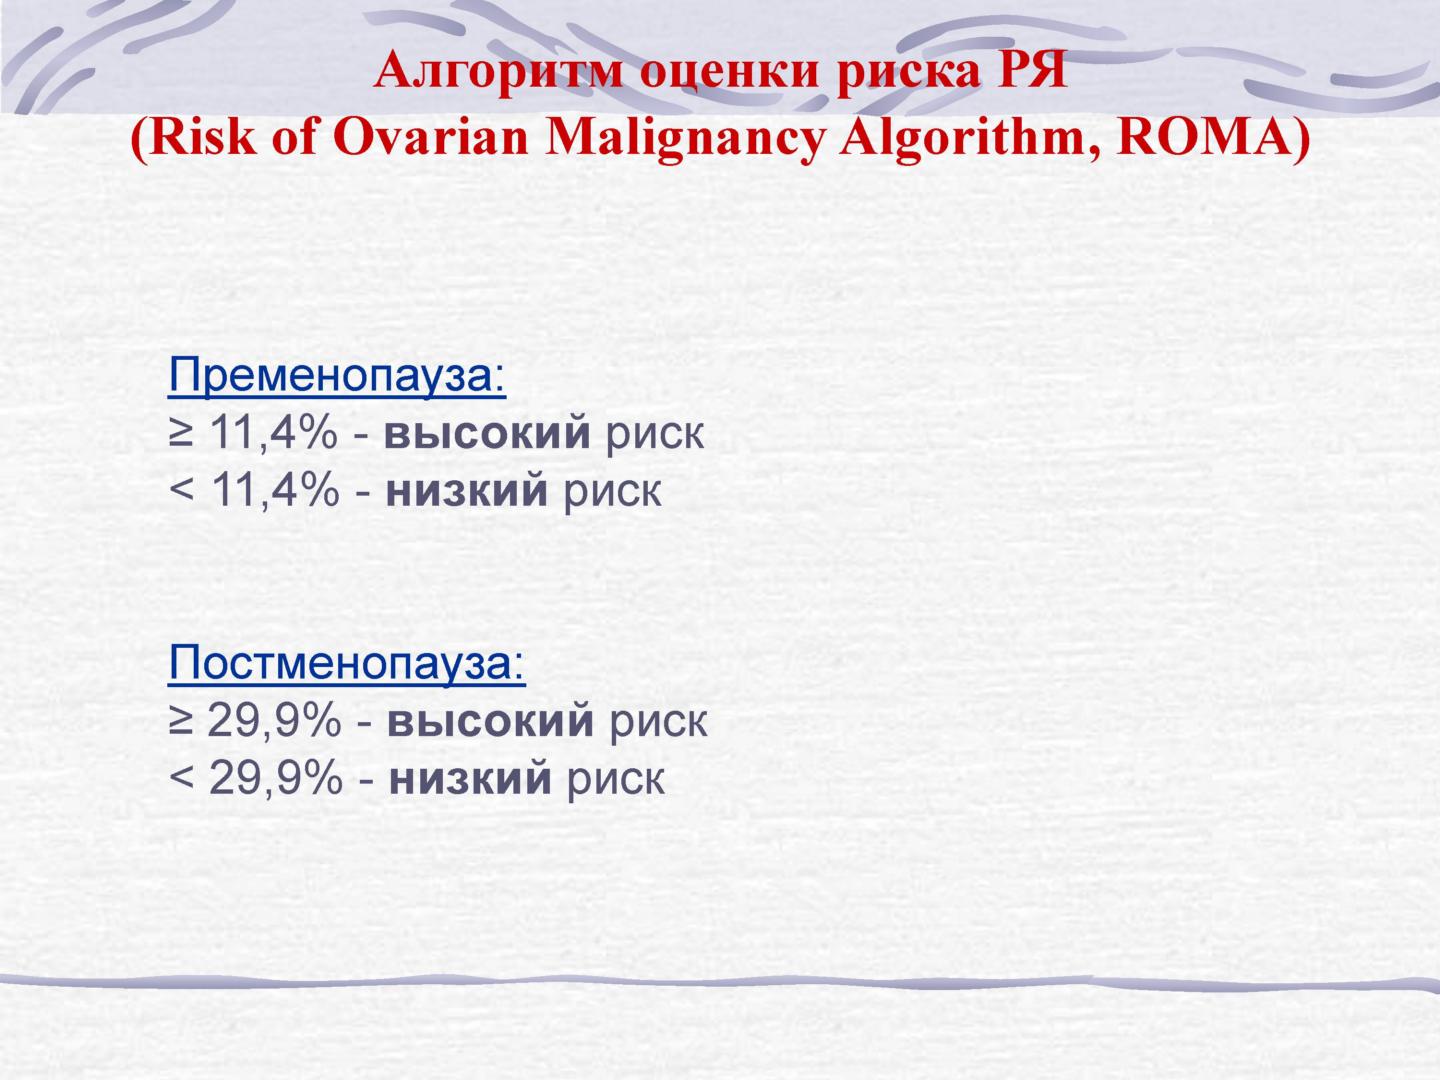 Алгоритм оценки риска РЯ
(Risk of Ovarian Malignancy Algorithm, ROMA)
Пременопауза:
≥ 11,4% - высокий риск
< 11,4% - низкий риск
Постменопауза:
≥ 29,9% - высокий риск
< 29,9% - низкий риск